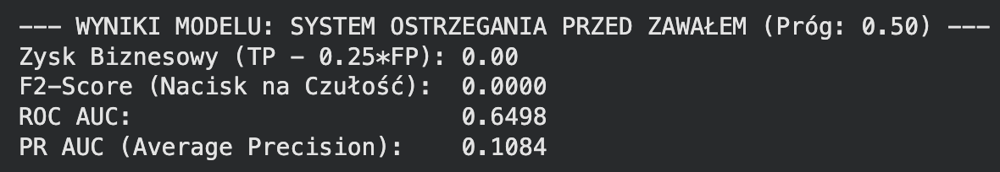 --- WYNIKI MODELU: SYSTEM OSTRZEGANIA PRZED ZAWAŁEM (Próg: 0.50) ---
Zysk Biznesowy (TP - 0.25*FP): 0.00
F2-Score (Nacisk na Czułość):  0.0000
ROC AUC:                       0.6498
PR AUC (Average Precision):    0.1084